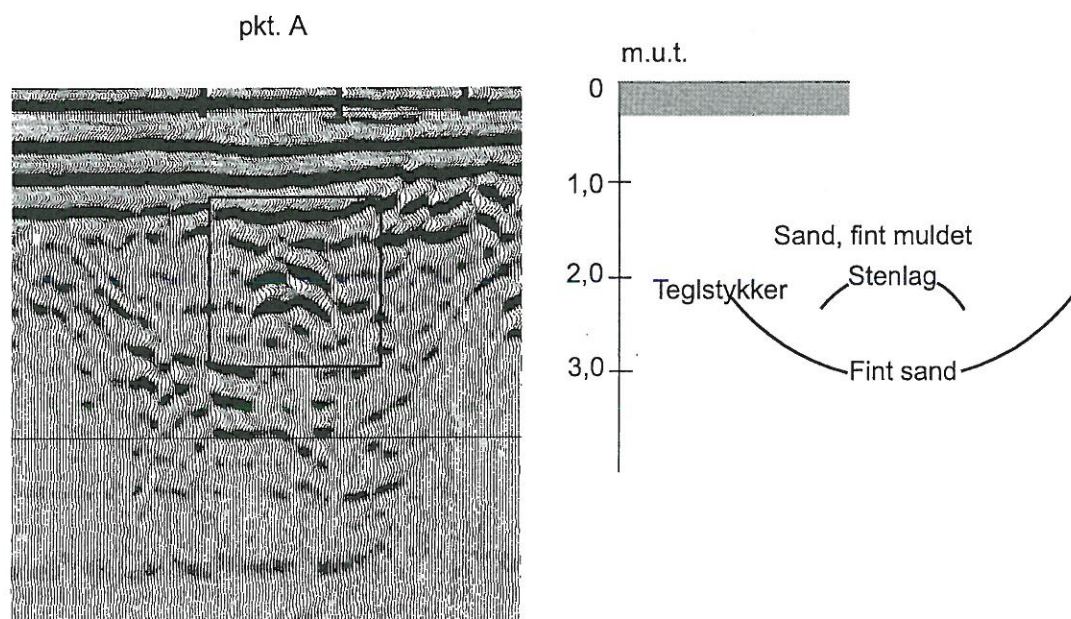 pkt. A
m.u.t.
0
1,0
Sand, fint muldet
2,0
Stenlag
Teglstykker
3,0
Fint sand